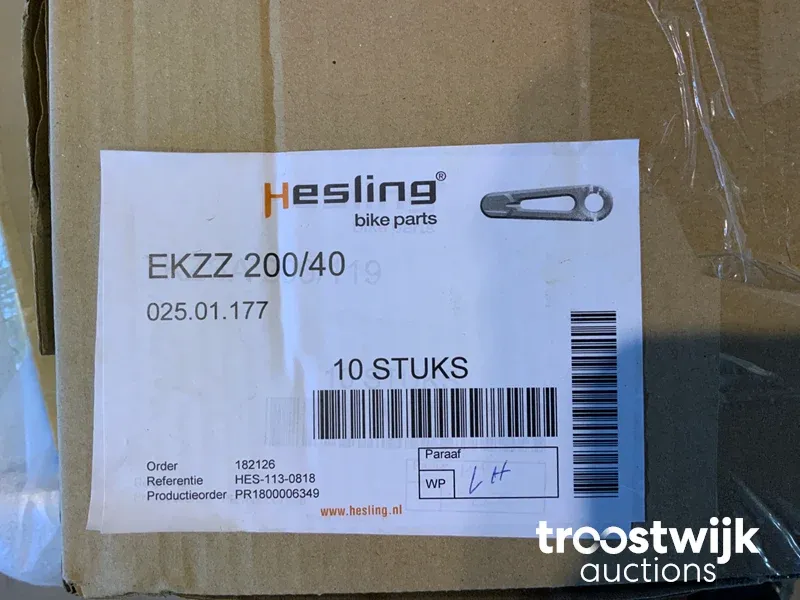 Hesling®
bike parts
EKZZ 200/40
025.01.177
10 STUKS
Order 182126
Referentie HES-113-0818
Productieorder PR1800006349
Paraaf
WP LH
www.hesling.nl
troostwijk
auctions